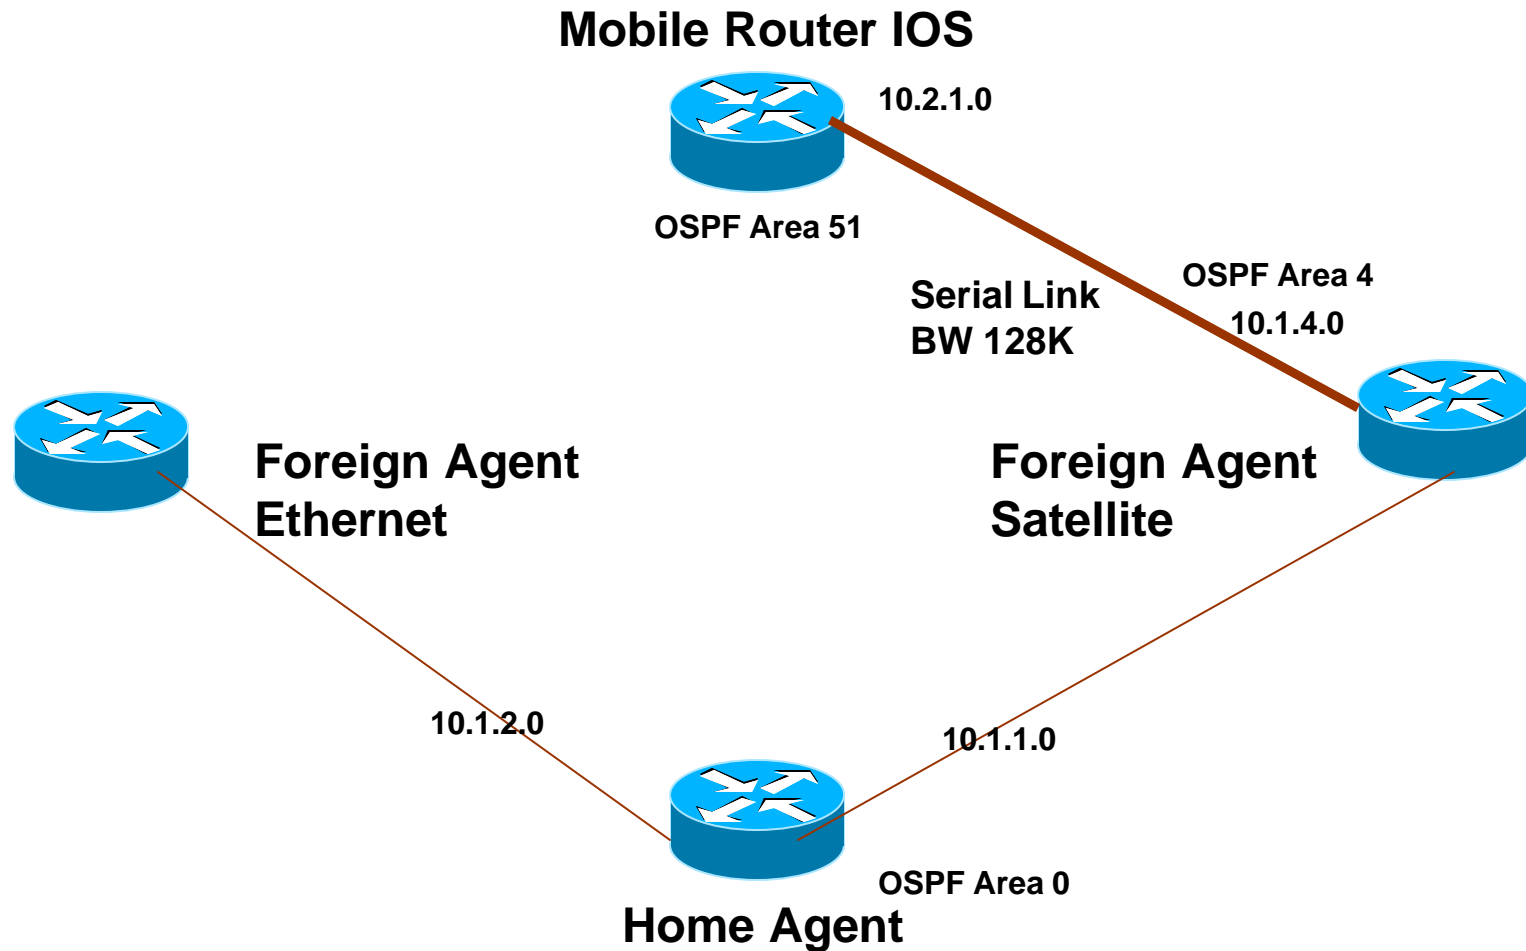 Mobile Router IOS
10.2.1.0
OSPF Area 51
OSPF Area 4
Serial Link
BW 128K
10.1.4.0
Foreign Agent
Ethernet
Foreign Agent
Satellite
10.1.2.0
10.1.1.0
OSPF Area 0
Home Agent